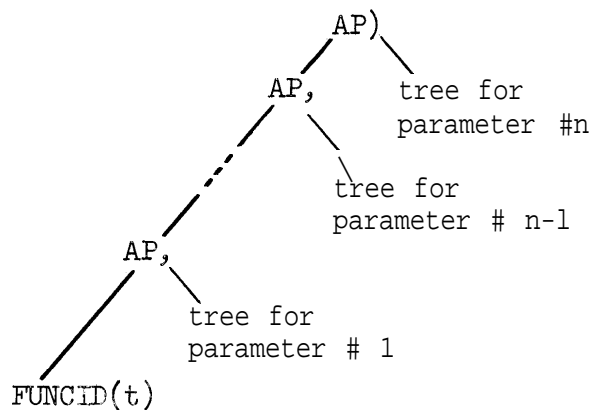 AP)
AP,
tree for
parameter #n
tree for
parameter # n-l
AP,
tree for
parameter # 1
FUNCID(t)